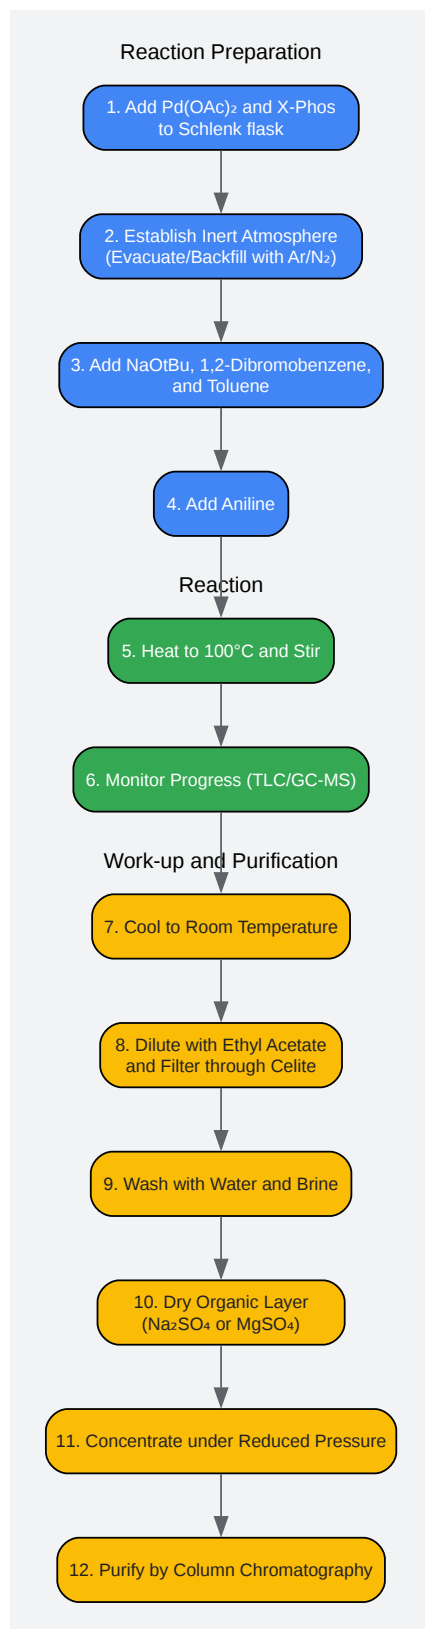 Reaction Preparation
1. Add Pd(OAc)₂ and X-Phos
to Schlenk flask
2. Establish Inert Atmosphere
(Evacuate/Backfill with Ar/N₂)
3. Add NaOtBu, 1,2-Dibromobenzene,
and Toluene
4. Add Aniline
Reaction
5. Heat to 100°C and Stir
6. Monitor Progress (TLC/GC-MS)
Work-up and Purification
7. Cool to Room Temperature
8. Dilute with Ethyl Acetate
and Filter through Celite
9. Wash with Water and Brine
10. Dry Organic Layer
(Na₂SO₄ or MgSO₄)
11. Concentrate under Reduced Pressure
12. Purify by Column Chromatography